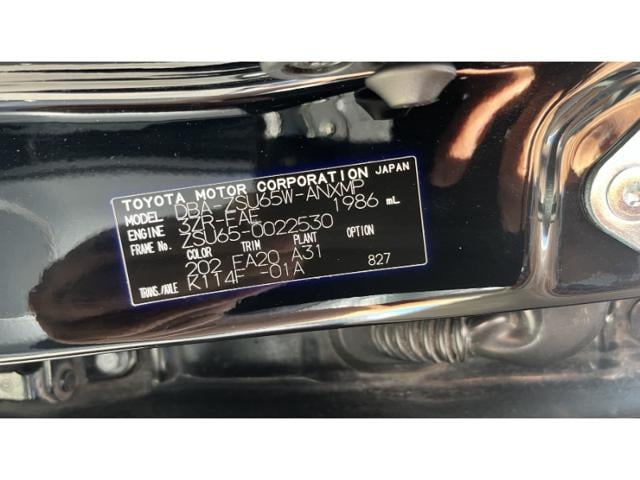 TOYOTA MOTOR CORPORATION JAPAN
MODEL DBA-ZSU65W-ANXMP
ENGINE 3ZR-FAE 1986 mL
FRAME No. ZSU65-0022530
COLOR TRIM PLANT OPTION
202 FA20 A31
TRANS./AXLE K114F -01A 827